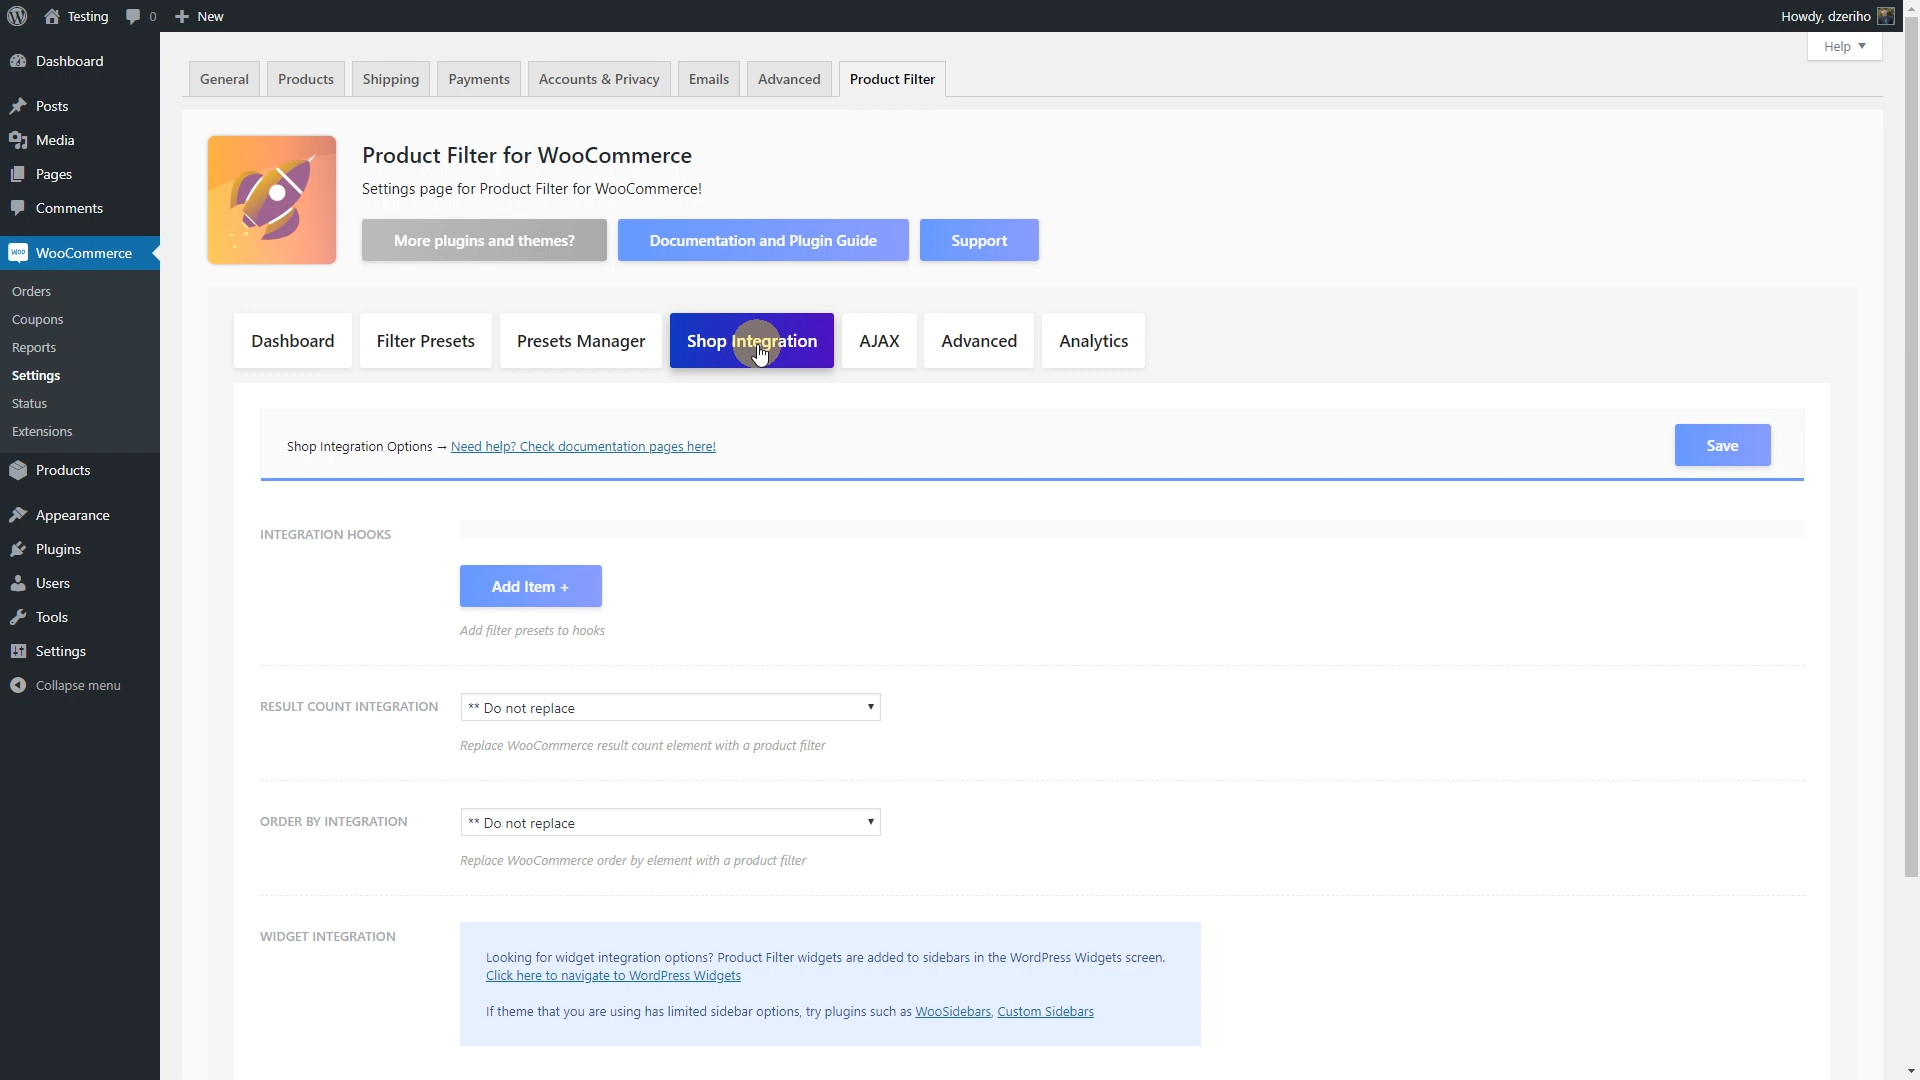 Testing
0
New
Howdy, dzeriho
Help
Dashboard
Posts
Media
Pages
Comments
WooCommerce
Orders
Coupons
Reports
Settings
Status
Extensions
Products
Appearance
Plugins
Users
Tools
Settings
Collapse menu
General
Products
Shipping
Payments
Accounts & Privacy
Emails
Advanced
Product Filter
Product Filter for WooCommerce
Settings page for Product Filter for WooCommerce!
More plugins and themes?
Documentation and Plugin Guide
Support
Dashboard
Filter Presets
Presets Manager
Shop Integration
AJAX
Advanced
Analytics
Shop Integration Options → Need help? Check documentation pages here!
Save
INTEGRATION HOOKS
Add Item +
Add filter presets to hooks
RESULT COUNT INTEGRATION
** Do not replace
Replace WooCommerce result count element with a product filter
ORDER BY INTEGRATION
** Do not replace
Replace WooCommerce order by element with a product filter
WIDGET INTEGRATION
Looking for widget integration options? Product Filter widgets are added to sidebars in the WordPress Widgets screen.
Click here to navigate to WordPress Widgets
If theme that you are using has limited sidebar options, try plugins such as WooSidebars, Custom Sidebars